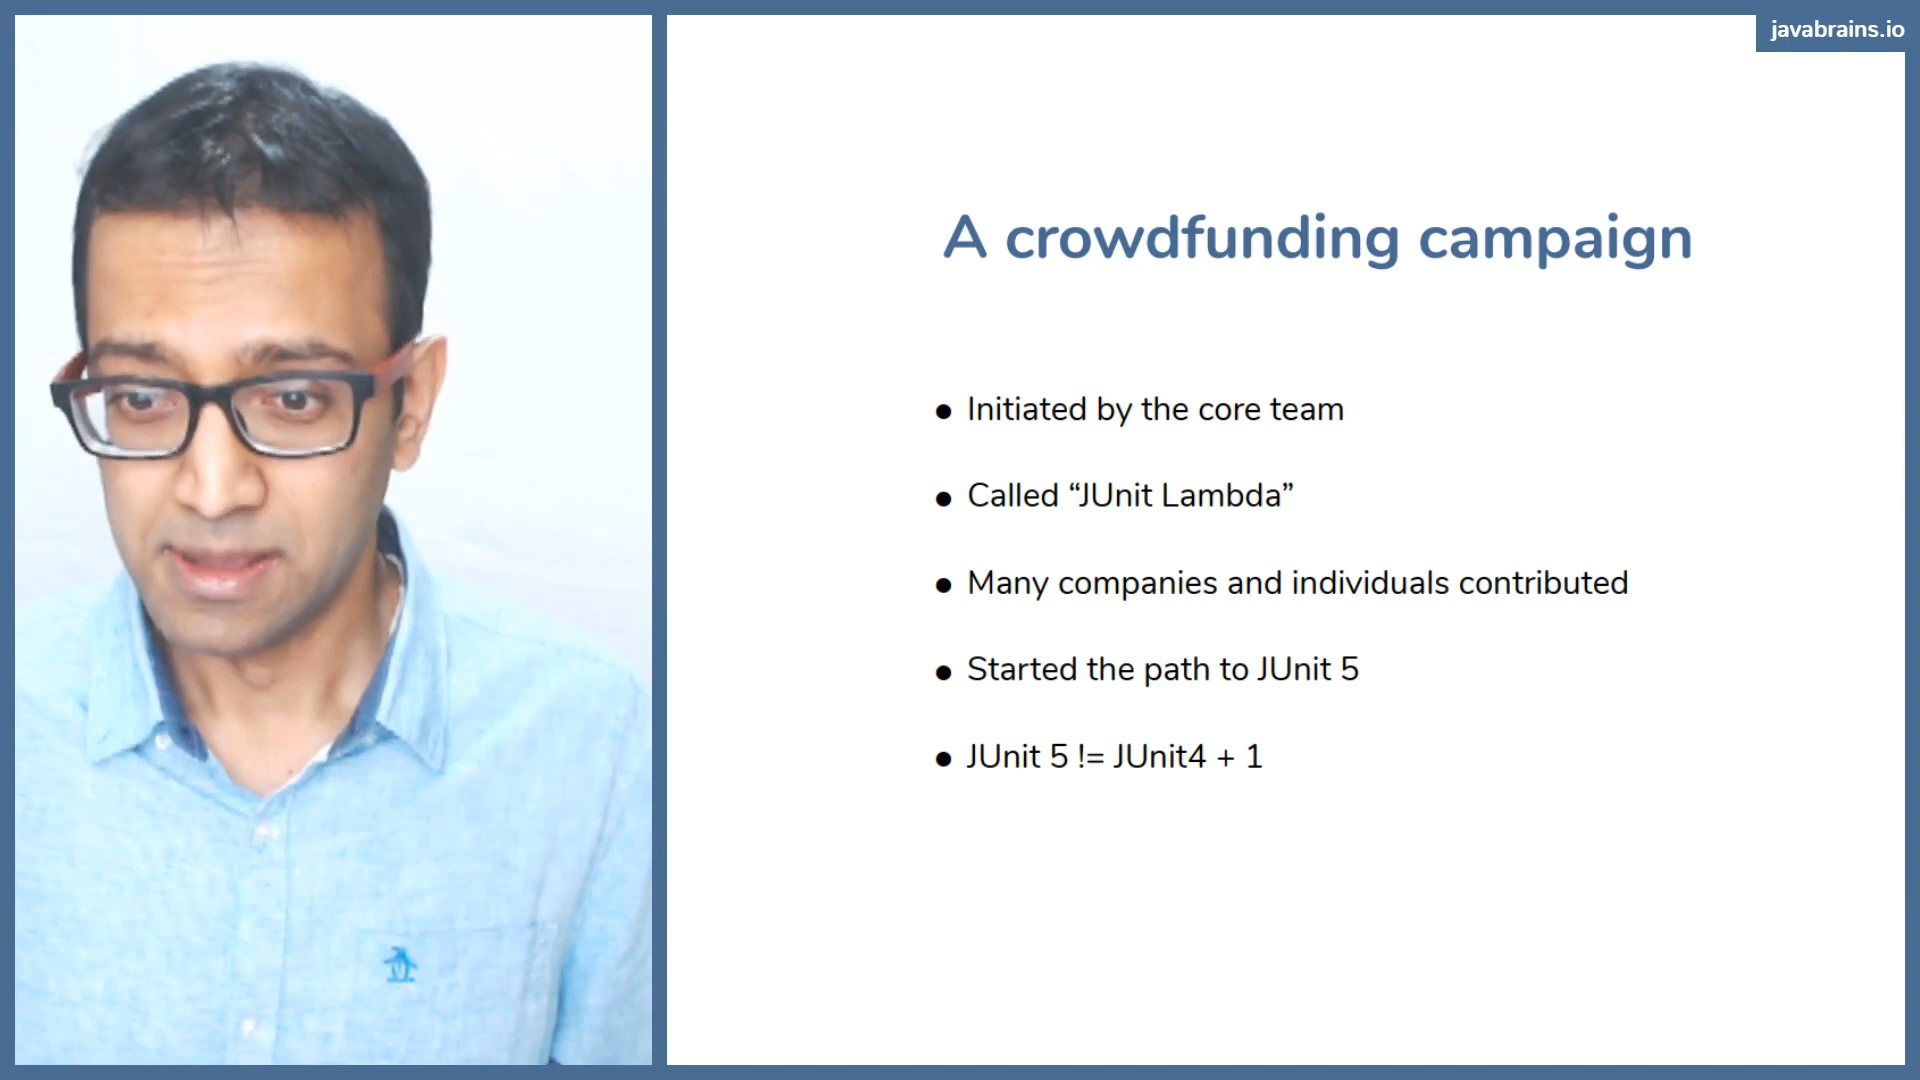 javabrains.io
A crowdfunding campaign
● Initiated by the core team
● Called “JUnit Lambda”
● Many companies and individuals contributed
● Started the path to JUnit 5
● JUnit 5 != JUnit4 + 1